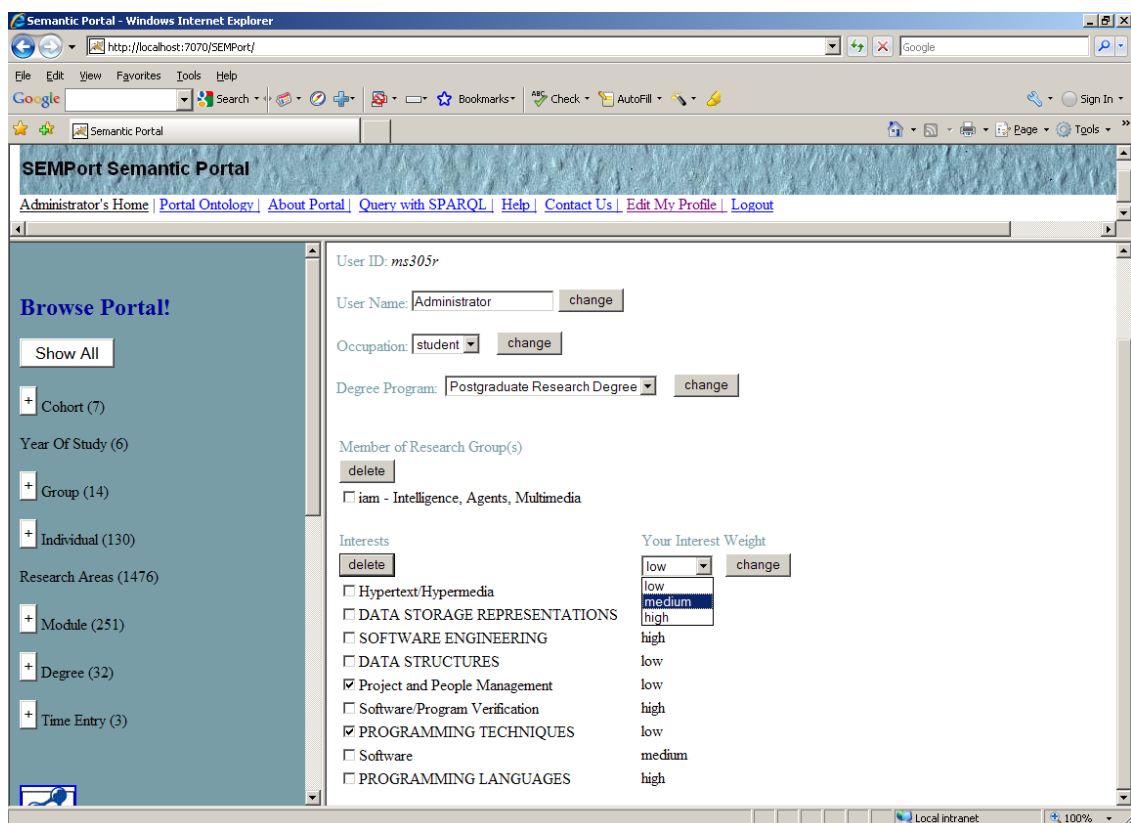 Semantic Portal - Windows Internet Explorer
http://localhost:7070/SEMPort/
Google
File Edit View Favorites Tools Help
Google Search Bookmarks ABC Check AutoFill Sign In
Semantic Portal Page Tools »
SEMPort Semantic Portal
Administrator's Home | Portal Ontology | About Portal | Query with SPARQL | Help | Contact Us | Edit My Profile | Logout
Browse Portal!
Show All
+ Cohort (7)
Year Of Study (6)
+ Group (14)
+ Individual (130)
Research Areas (1476)
+ Module (251)
+ Degree (32)
+ Time Entry (3)
User ID: ms305r
User Name: Administrator change
Occupation: student change
Degree Program: Postgraduate Research Degree change
Member of Research Group(s)
delete
iam - Intelligence, Agents, Multimedia
Interests Your Interest Weight
delete low change
low
medium
high
Hypertext/Hypermedia
DATA STORAGE REPRESENTATIONS
SOFTWARE ENGINEERING high
DATA STRUCTURES low
Project and People Management low
Software/Program Verification high
PROGRAMMING TECHNIQUES low
Software medium
PROGRAMMING LANGUAGES high
Local intranet 100%